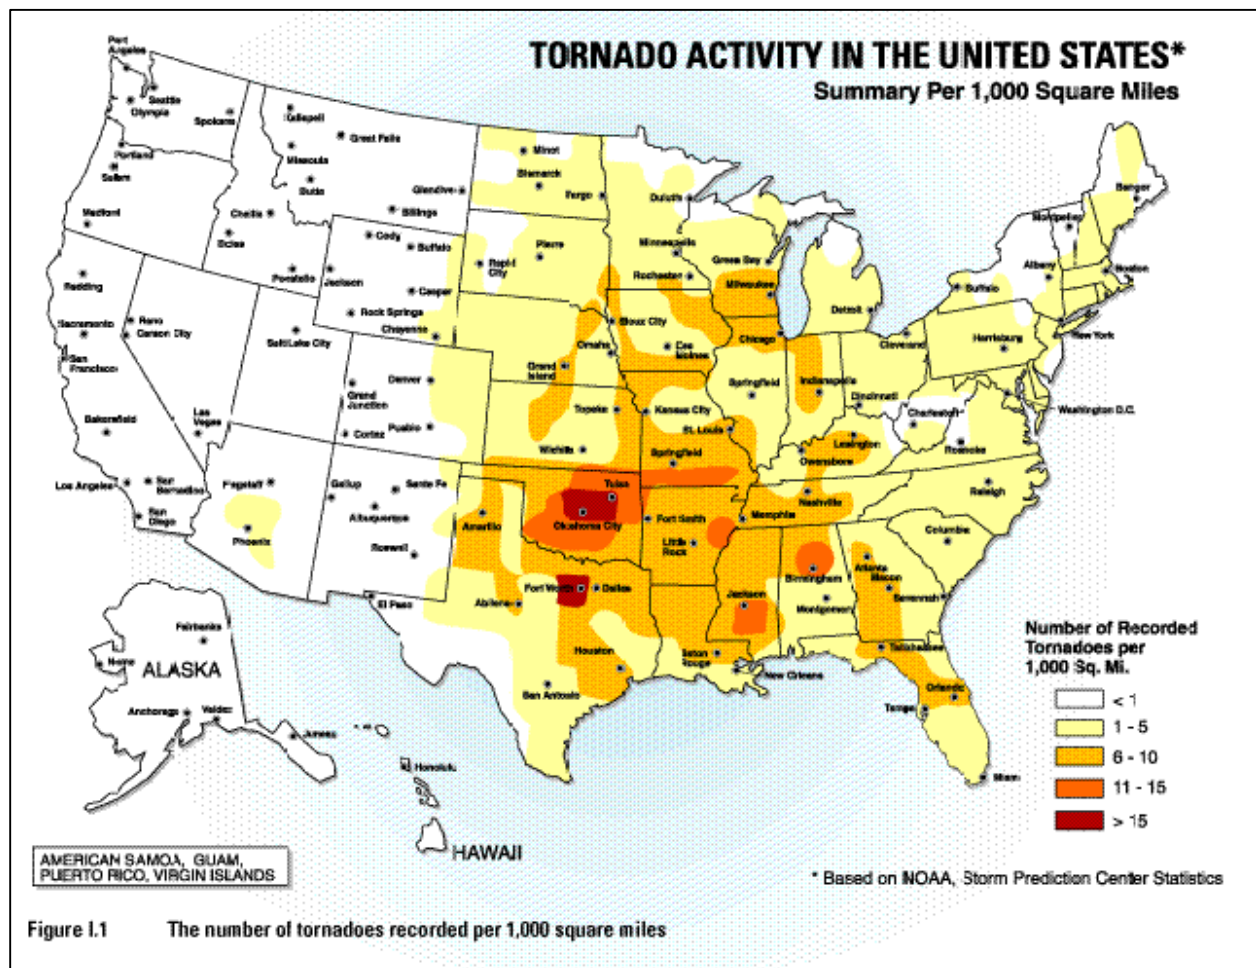 TORNADO ACTIVITY IN THE UNITED STATES*
Summary Per 1,000 Square Miles
Port
Angeles
Seattle
Olympia
Spokane
Portland
Salem
Medford
Kalispell
Great Falls
Missoula
Butte
Glendive
Billings
Challis
Boise
Pocatello
Cody
Buffalo
Jackson
Casper
Rock Springs
Cheyenne
Minot
Bismarck
Fargo
Pierre
Rapid
City
Duluth
Minneapolis
Rochester
Green Bay
Milwaukee
Sioux City
Des
Moines
Omaha
Grand
Island
Chicago
Detroit
Cleveland
Buffalo
Albany
Montpelier
Bangor
Boston
New York
Harrisburg
Washington D.C.
Redding
Sacramento
San
Francisco
Bakersfield
Los Angeles
San
Bernardino
San
Diego
Reno
Carson City
Las
Vegas
Salt Lake City
Denver
Grand
Junction
Pueblo
Cortez
Topeka
Wichita
Kansas City
St. Louis
Springfield
Springfield
Indianapolis
Cincinnati
Charleston
Roanoke
Lexington
Owensboro
Nashville
Memphis
Raleigh
Columbia
Flagstaff
Phoenix
Gallup
Santa Fe
Albuquerque
Roswell
El Paso
Amarillo
Tulsa
Oklahoma City
Fort Smith
Little
Rock
Fort Worth
Dallas
Abilene
Houston
San Antonio
Jackson
Baton
Rouge
New Orleans
Birmingham
Montgomery
Atlanta
Macon
Savannah
Tallahassee
Orlando
Tampa
Miami
Fairbanks
Nome
ALASKA
Anchorage
Valdez
Juneau
Honolulu
HAWAII
Number of Recorded
Tornadoes per
1,000 Sq. Mi.
< 1
1 - 5
6 - 10
11 - 15
> 15
AMERICAN SAMOA, GUAM,
PUERTO RICO, VIRGIN ISLANDS
* Based on NOAA, Storm Prediction Center Statistics
Figure I.1 The number of tornadoes recorded per 1,000 square miles